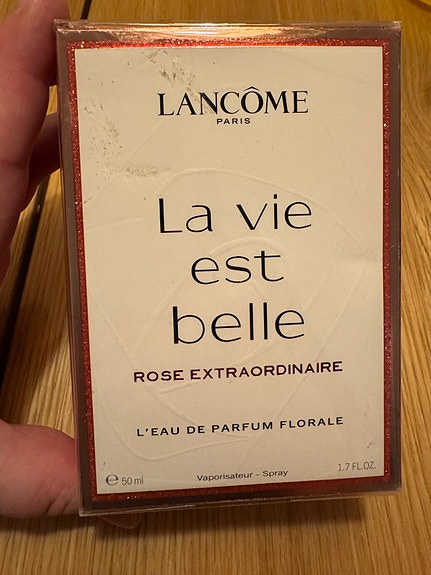 LANCÔME
PARIS
La vie
est
belle
ROSE EXTRAORDINAIRE
L'EAU DE PARFUM FLORALE
℮ 50 ml
Vaporisateur - Spray
1.7 FL.OZ.